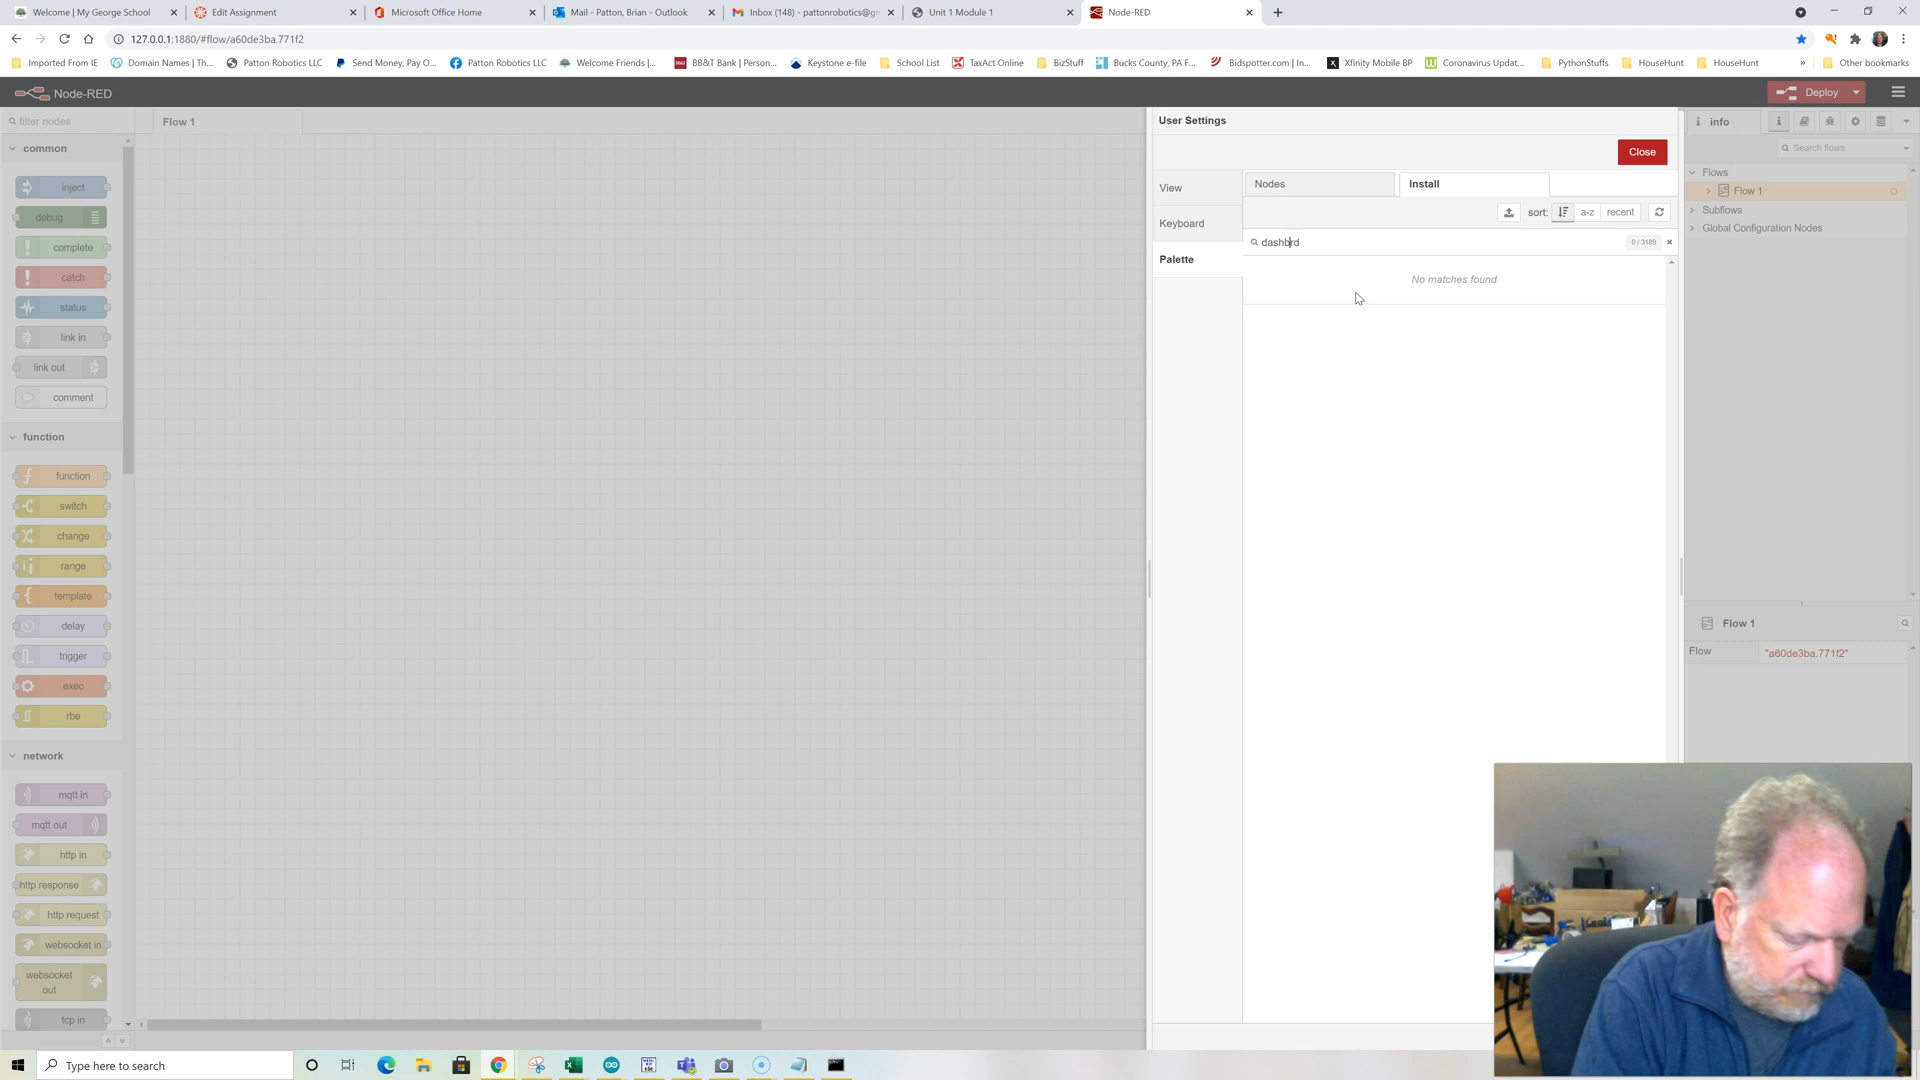 Welcome | My George School
Edit Assignment
Microsoft Office Home
Mail - Patton, Brian - Outlook
Inbox (148) - pattonrobotics@gm
Unit 1 Module 1
Node-RED
127.0.0.1:1880/#flow/a60de3ba.771f2
Imported From IE
Domain Names | Th...
Patton Robotics LLC
Send Money, Pay O...
Patton Robotics LLC
Welcome Friends |...
BB&T Bank | Person...
Keystone e-file
School List
TaxAct Online
BizStuff
Bucks County, PA F...
Bidspotter.com | In...
Xfinity Mobile BP
Coronavirus Updat...
PythonStuffs
HouseHunt
HouseHunt
»
Other bookmarks
Node-RED
Deploy
filter nodes
Flow 1
common
inject
debug
complete
catch
status
link in
link out
comment
function
function
switch
change
range
template
delay
trigger
exec
rbe
network
mqtt in
mqtt out
http in
http response
http request
websocket in
websocket
out
tcp in
User Settings
Close
View
Keyboard
Palette
Nodes
Install
sort:
a-z
recent
dashbrd
0 / 3189
No matches found
info
Search flows
Flows
Flow 1
Subflows
Global Configuration Nodes
Flow 1
Flow
"a60de3ba.771f2"
Type here to search